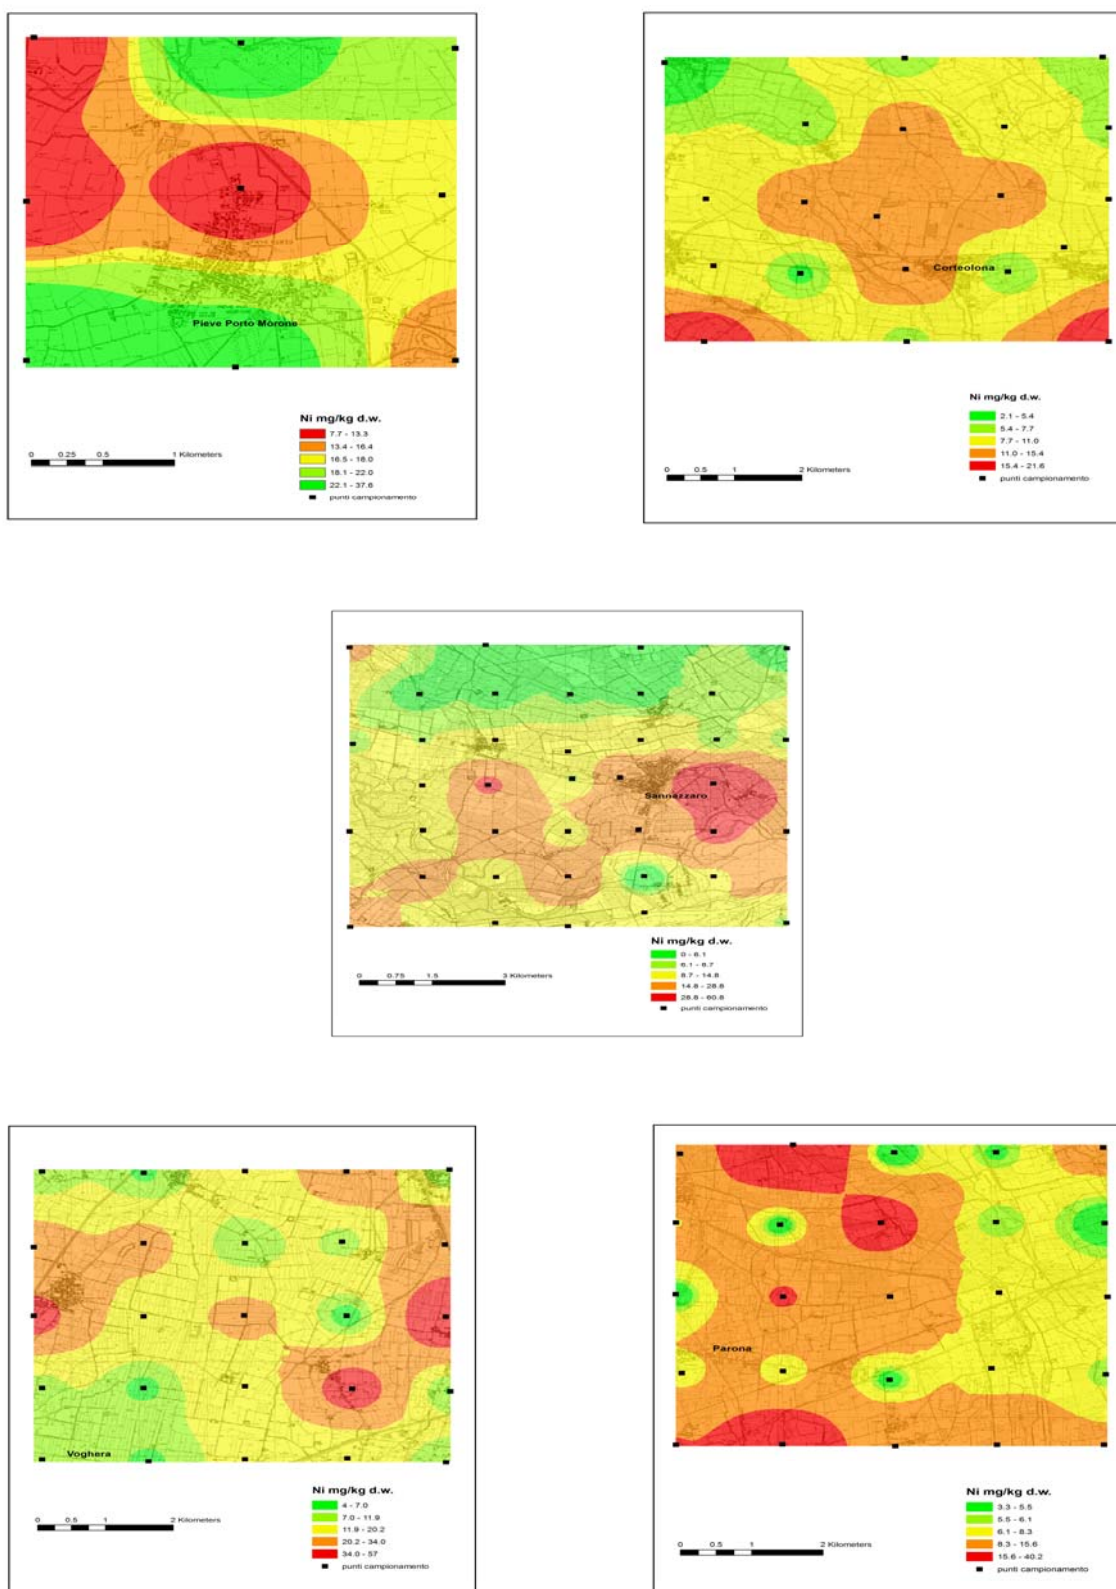 Pieve Porto Morone
Ni mg/kg d.w.
7.7 - 13.3
13.4 - 16.4
16.5 - 18.0
18.1 - 22.0
22.1 - 37.6
punti campionamento
0 0.25 0.5 1 Kilometers
Corteolona
Ni mg/kg d.w.
2.1 - 5.4
5.4 - 7.7
7.7 - 11.0
11.0 - 15.4
15.4 - 21.6
punti campionamento
0 0.5 1 2 Kilometers
Sannazzaro
Ni mg/kg d.w.
0 - 6.1
6.1 - 8.7
8.7 - 14.8
14.8 - 28.8
28.8 - 60.8
punti campionamento
0 0.75 1.5 3 Kilometers
Voghera
Ni mg/kg d.w.
4 - 7.0
7.0 - 11.9
11.9 - 20.2
20.2 - 34.0
34.0 - 57
punti campionamento
0 0.5 1 2 Kilometers
Parona
Ni mg/kg d.w.
3.3 - 5.5
5.5 - 6.1
6.1 - 8.3
8.3 - 15.6
15.6 - 40.2
punti campionamento
0 0.5 1 2 Kilometers